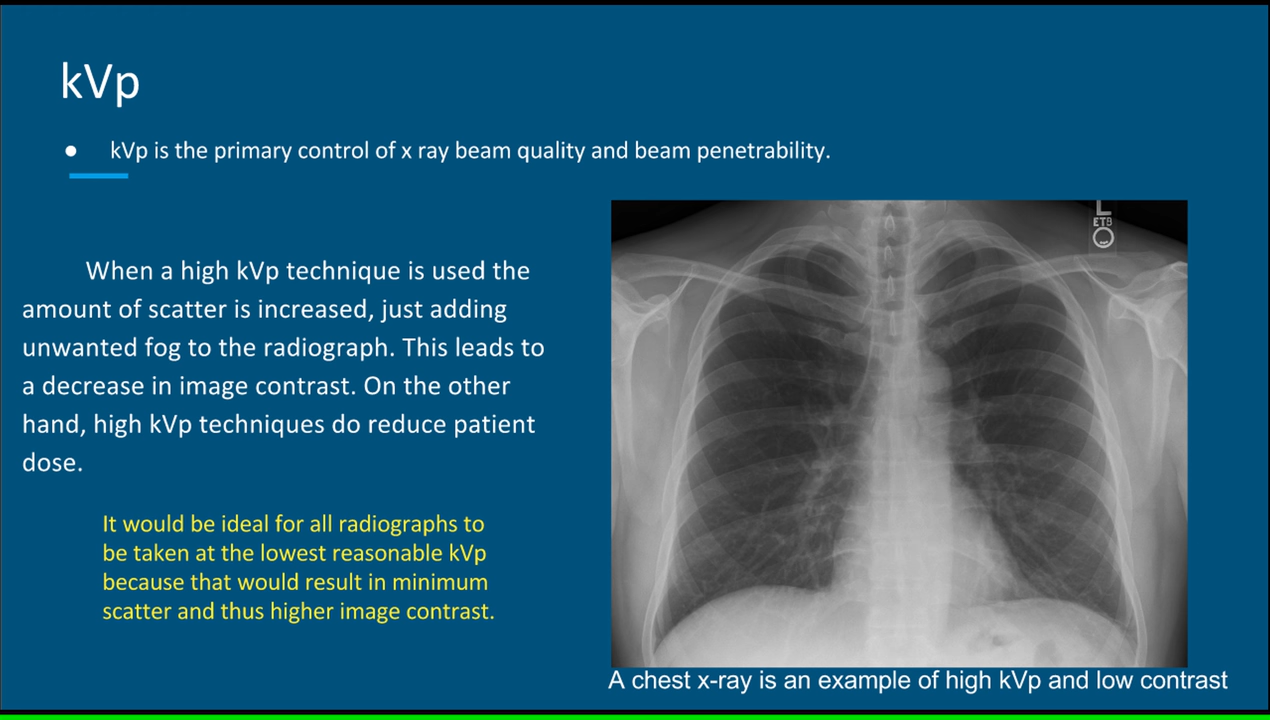 kVp
● kVp is the primary control of x ray beam quality and beam penetrability.
When a high kVp technique is used the
amount of scatter is increased, just adding
unwanted fog to the radiograph. This leads to
a decrease in image contrast. On the other
hand, high kVp techniques do reduce patient
dose.
It would be ideal for all radiographs to
be taken at the lowest reasonable kVp
because that would result in minimum
scatter and thus higher image contrast.
L
ETB
A chest x-ray is an example of high kVp and low contrast